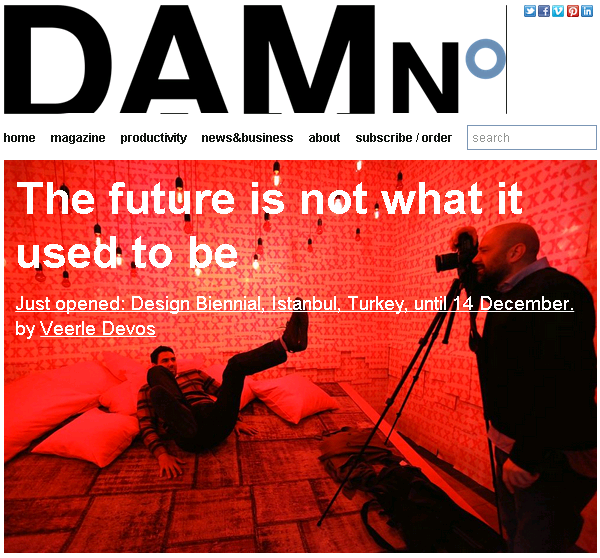 DAMNº
home magazine productivity news&business about subscribe / order search
The future is not what it
used to be
Just opened: Design Biennial, Istanbul, Turkey, until 14 December.
by Veerle Devos